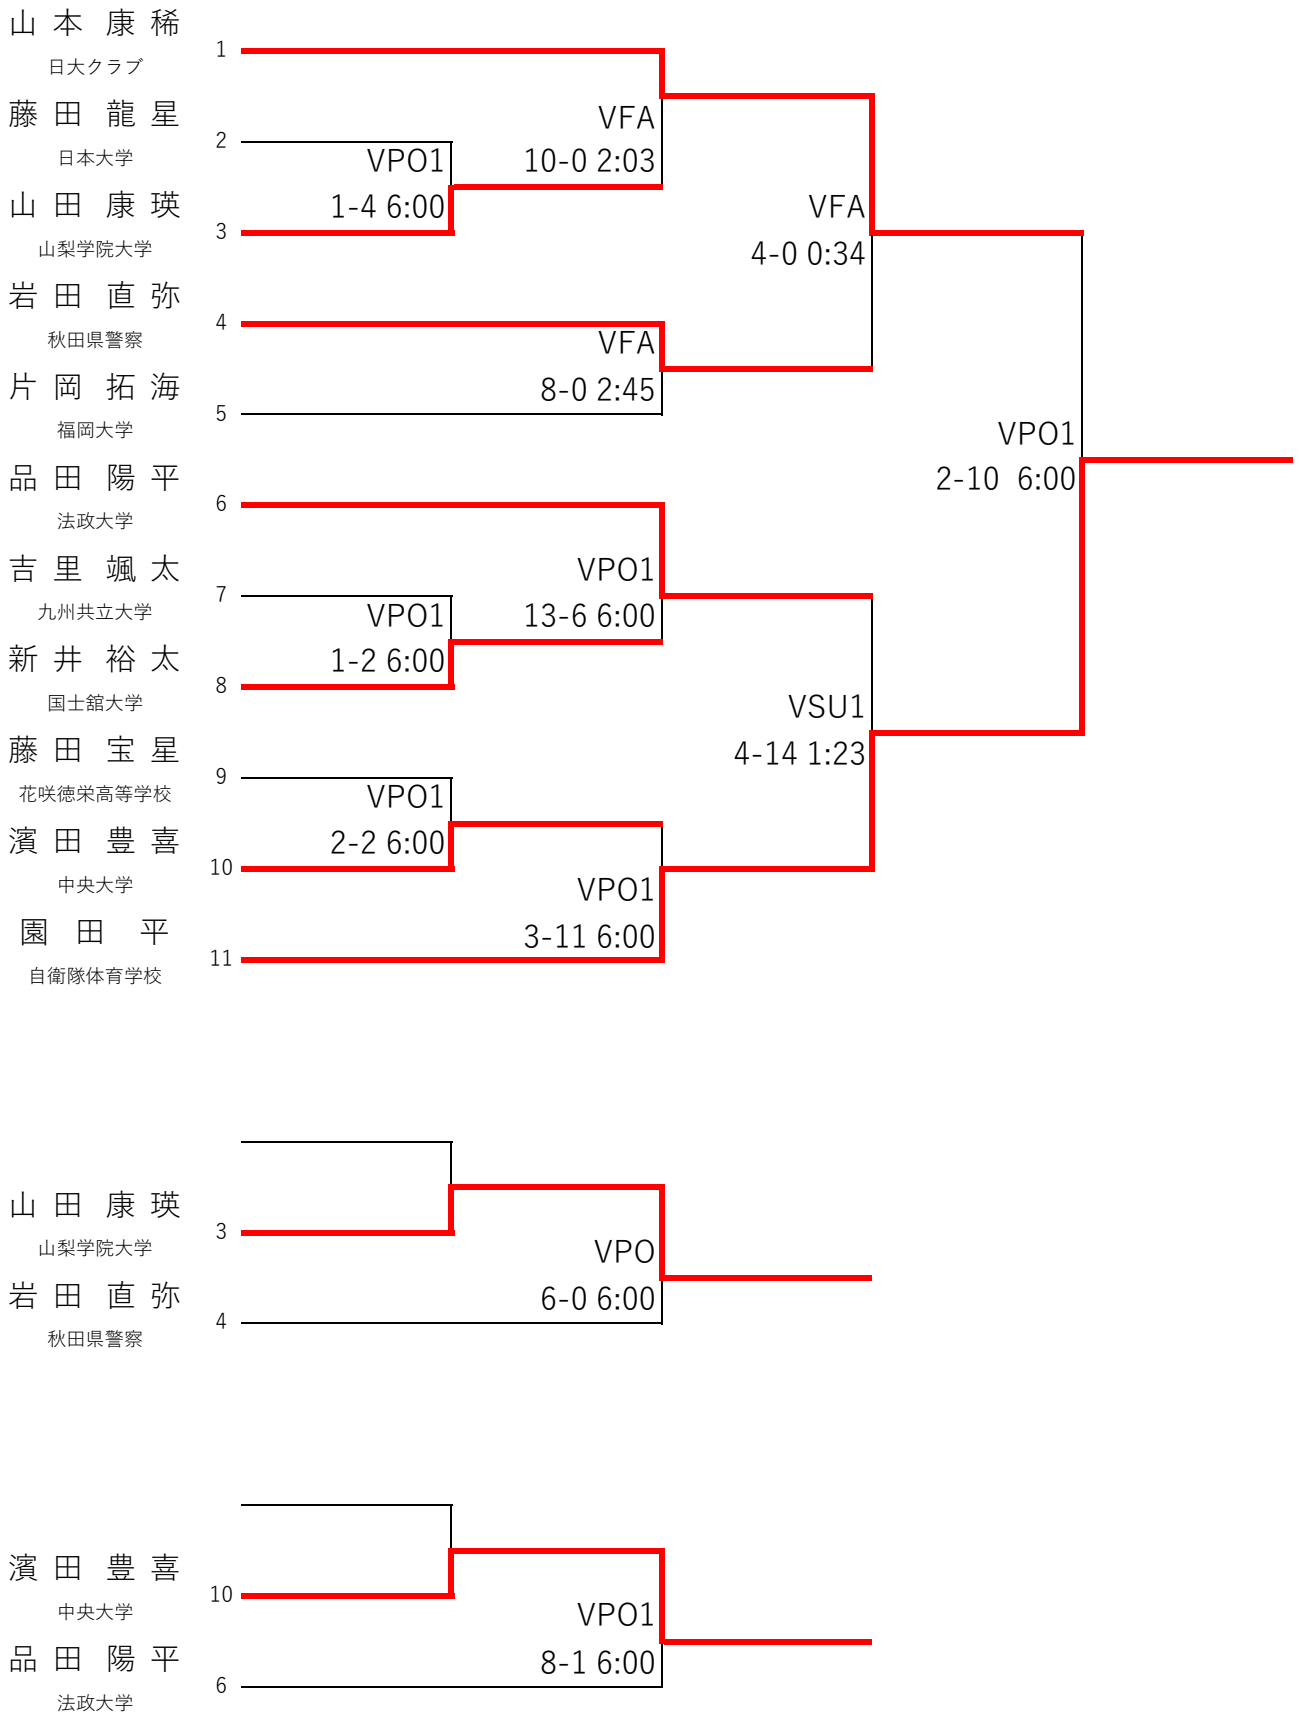 山本 康稀
1
日大クラブ
藤田 龍星
2
日本大学
VPO1
1-4 6:00
VFA
10-0 2:03
山田 康瑛
3
山梨学院大学
VFA
4-0 0:34
岩田 直弥
4
秋田県警察
VFA
8-0 2:45
片岡 拓海
5
福岡大学
VPO1
2-10 6:00
品田 陽平
6
法政大学
吉里 颯太
7
九州共立大学
VPO1
1-2 6:00
VPO1
13-6 6:00
新井 裕太
8
国士舘大学
VSU1
4-14 1:23
藤田 宝星
9
花咲徳栄高等学校
VPO1
2-2 6:00
濱田 豊喜
10
中央大学
VPO1
3-11 6:00
園田 平
11
自衛隊体育学校
山田 康瑛
3
山梨学院大学
VPO
6-0 6:00
岩田 直弥
4
秋田県警察
濱田 豊喜
10
中央大学
VPO1
8-1 6:00
品田 陽平
6
法政大学